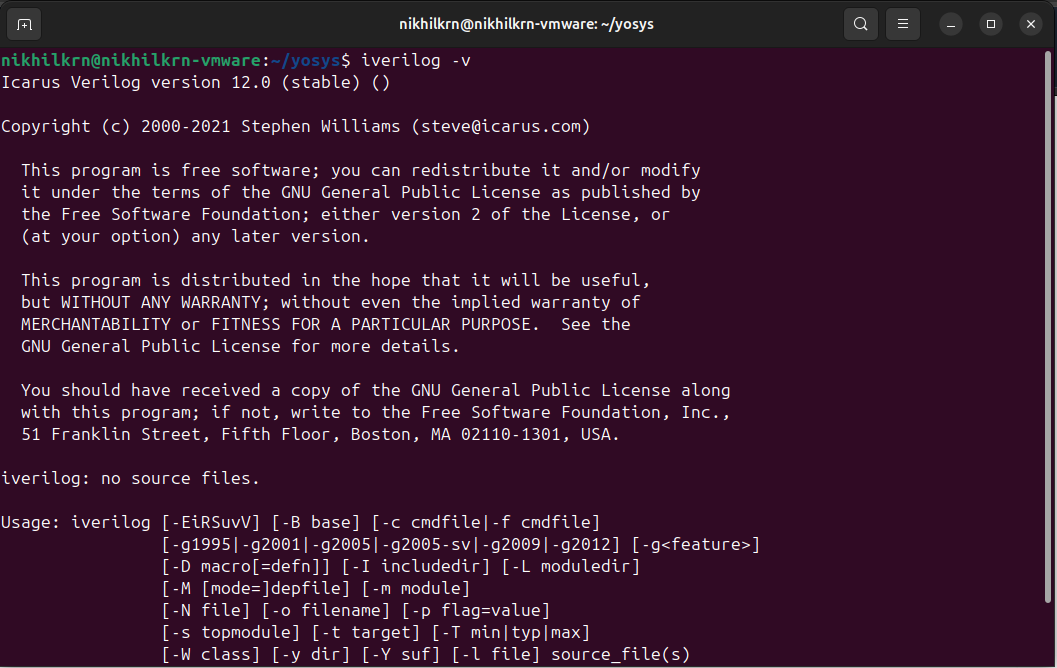 nikhilkrn@nikhilkrn-vmware: ~/yosys
nikhilkrn@nikhilkrn-vmware:~/yosys$ iverilog -v
Icarus Verilog version 12.0 (stable) ()
Copyright (c) 2000-2021 Stephen Williams (steve@icarus.com)
This program is free software; you can redistribute it and/or modify
it under the terms of the GNU General Public License as published by
the Free Software Foundation; either version 2 of the License, or
(at your option) any later version.
This program is distributed in the hope that it will be useful,
but WITHOUT ANY WARRANTY; without even the implied warranty of
MERCHANTABILITY or FITNESS FOR A PARTICULAR PURPOSE.  See the
GNU General Public License for more details.
You should have received a copy of the GNU General Public License along
with this program; if not, write to the Free Software Foundation, Inc.,
51 Franklin Street, Fifth Floor, Boston, MA 02110-1301, USA.
iverilog: no source files.
Usage: iverilog [-EiRSuvV] [-B base] [-c cmdfile|-f cmdfile]
[-g1995|-g2001|-g2005|-g2005-sv|-g2009|-g2012] [-g<feature>]
[-D macro[=defn]] [-I includedir] [-L moduledir]
[-M [mode=]depfile] [-m module]
[-N file] [-o filename] [-p flag=value]
[-s topmodule] [-t target] [-T min|typ|max]
[-W class] [-y dir] [-Y suf] [-l file] source_file(s)